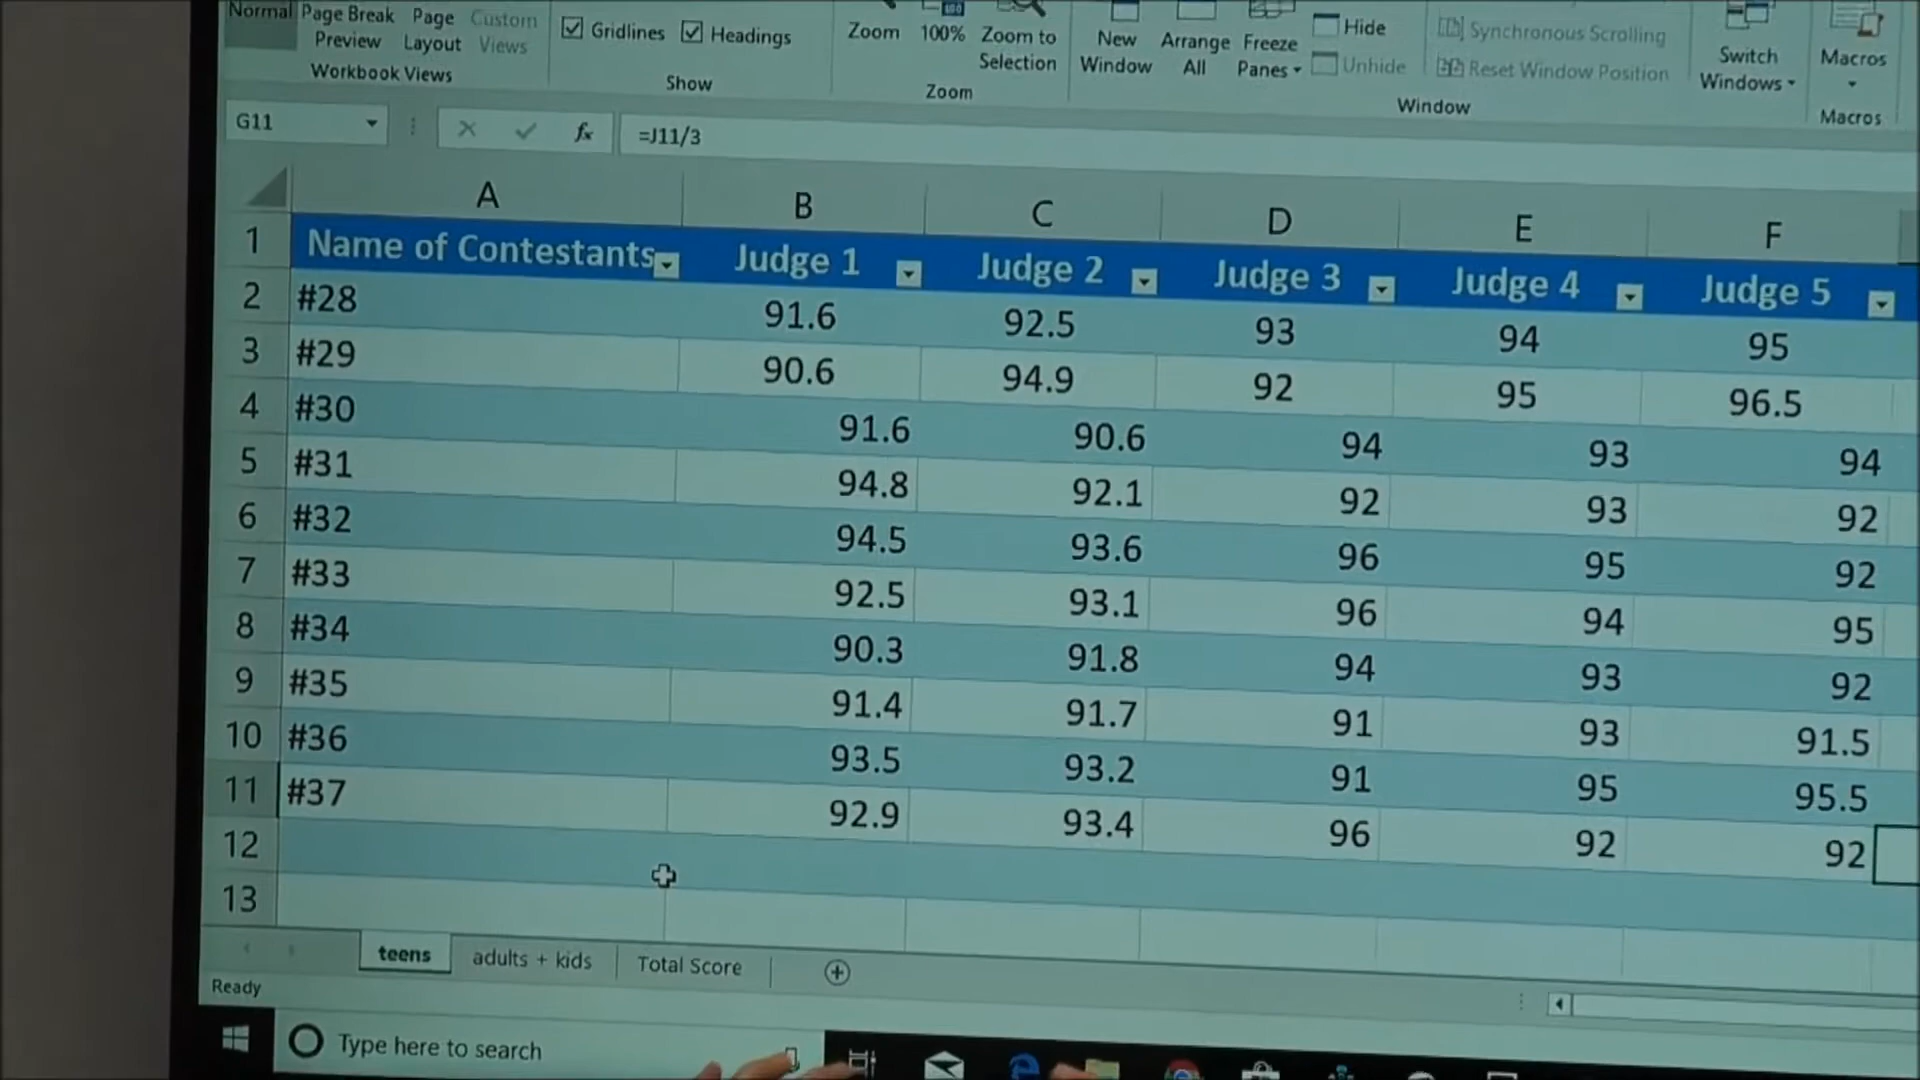 Normal Page Break Preview Page Layout Custom Views
Workbook Views
Gridlines Headings
Show
Zoom 100% Zoom to Selection
Zoom
New Window Arrange All Freeze Panes Hide Unhide
Synchronous Scrolling
Reset Window Position
Switch Windows
Window
Macros
Macros
G11 fx =J11/3
A B C D E F
1 Name of Contestants Judge 1 Judge 2 Judge 3 Judge 4 Judge 5
2 #28 91.6 92.5 93 94 95
3 #29 90.6 94.9 92 95 96.5
4 #30 91.6 90.6 94 93 94
5 #31 94.8 92.1 92 93 92
6 #32 94.5 93.6 96 95 92
7 #33 92.5 93.1 96 94 95
8 #34 90.3 91.8 94 93 92
9 #35 91.4 91.7 91 93 91.5
10 #36 93.5 93.2 91 95 95.5
11 #37 92.9 93.4 96 92 92
12
13
teens adults + kids Total Score
Ready
Type here to search